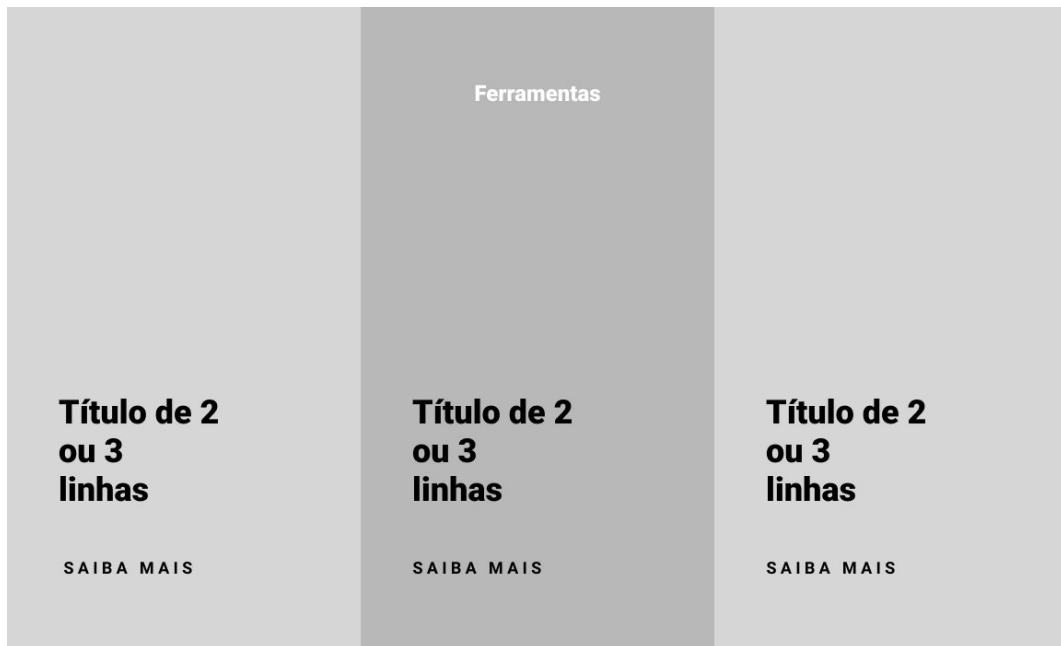 Ferramentas
Título de 2
ou 3
linhas
SAIBA MAIS
Título de 2
ou 3
linhas
SAIBA MAIS
Título de 2
ou 3
linhas
SAIBA MAIS